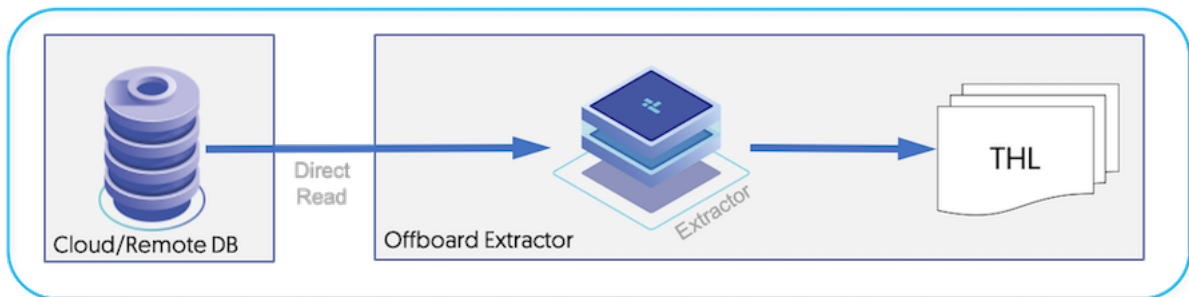 Cloud/Remote DB
Direct
Read
Offboard Extractor
Extractor
THL